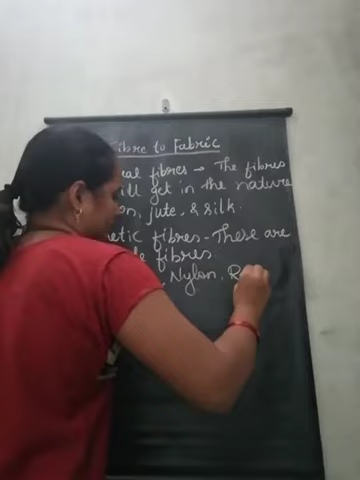 Fibre to Fabric
ral fibres → The fibres
ill get in the nature
on, jute, & silk.
etic fibres - These are
fibres
Nylon, R